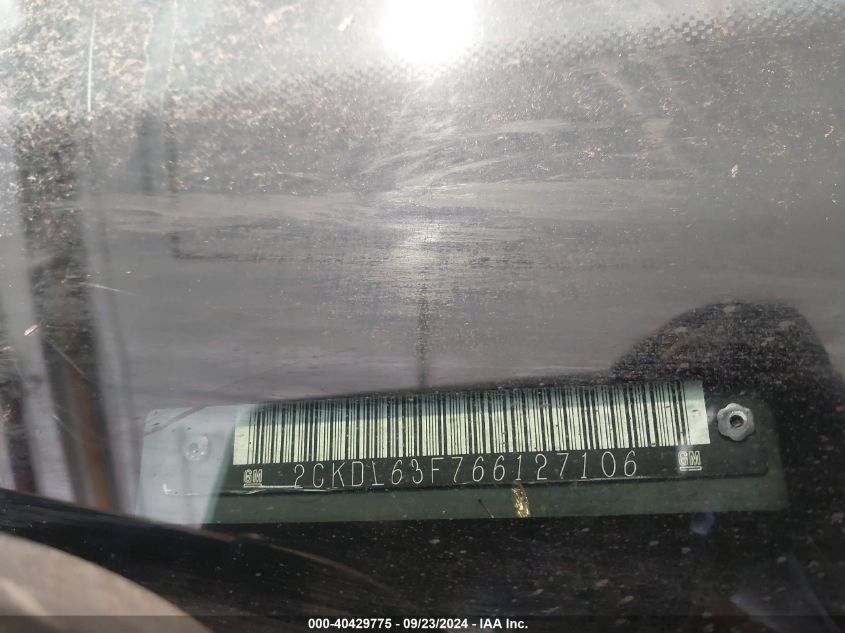 GM 2CKDL63F766127106 GM
000-40429775 - 09/23/2024 - IAA Inc.